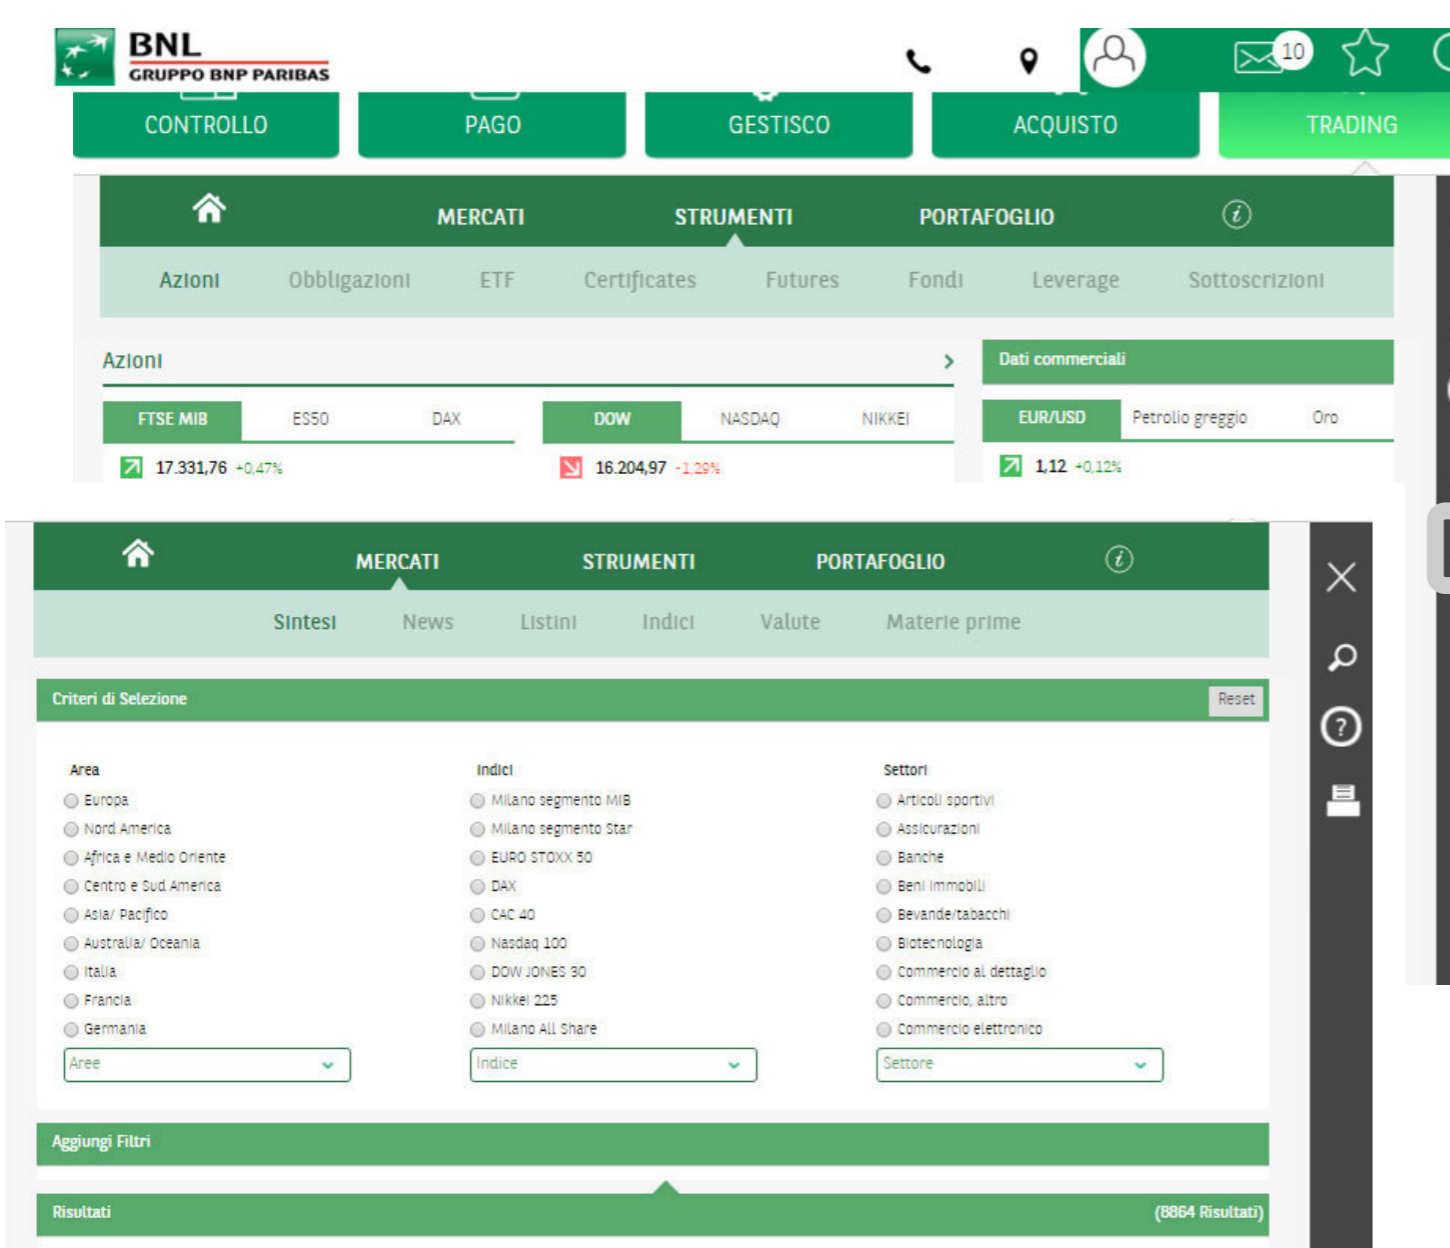 BNL
GRUPPO BNP PARIBAS
10
CONTROLLO PAGO GESTISCO ACQUISTO TRADING
MERCATI STRUMENTI PORTAFOGLIO i
Azioni Obbligazioni ETF Certificates Futures Fondi Leverage Sottoscrizioni
Azioni Dati commerciali
FTSE MIB ES50 DAX DOW NASDAQ NIKKEI EUR/USD Petrolio greggio Oro
17.331,76 +0,47% 16.204,97 -1,29% 1,12 +0,12%
MERCATI STRUMENTI PORTAFOGLIO i
Sintesi News Listini Indici Valute Materie prime
Criteri di Selezione Reset
?
Area Indici Settori
Europa Milano segmento MIB Articoli sportivi
Nord America Milano segmento Star Assicurazioni
Africa e Medio Oriente EURO STOXX 50 Banche
Centro e Sud America DAX Beni immobili
Asia/ Pacifico CAC 40 Bevande/tabacchi
Australia/ Oceania Nasdaq 100 Biotecnologia
Italia DOW JONES 30 Commercio al dettaglio
Francia Nikkei 225 Commercio, altro
Germania Milano All Share Commercio elettronico
Aree Indice Settore
Aggiungi Filtri
Risultati (8864 Risultati)